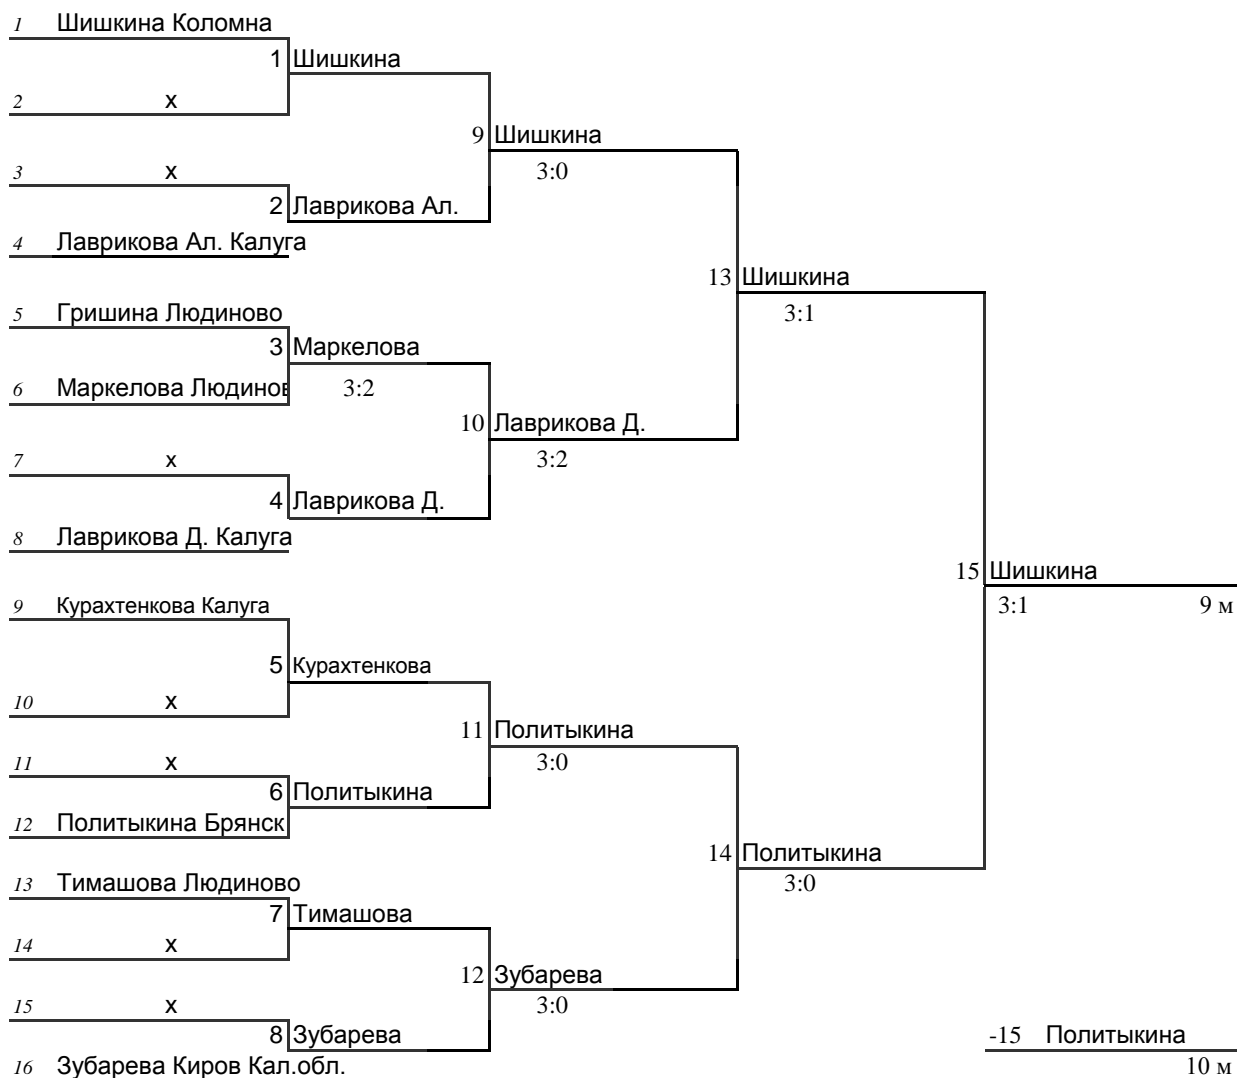 1 Шишкина Коломна
1 Шишкина
2 х
9 Шишкина
3 х
3:0
2 Лаврикова Ал.
4 Лаврикова Ал. Калуга
13 Шишкина
5 Гришина Людиново
3:1
3 Маркелова
6 Маркелова Людинов
3:2
10 Лаврикова Д.
7 х
3:2
4 Лаврикова Д.
8 Лаврикова Д. Калуга
15 Шишкина
9 Курахтенкова Калуга
3:1 9 м
5 Курахтенкова
10 х
11 Политыкина
11 х
3:0
6 Политыкина
12 Политыкина Брянск
14 Политыкина
13 Тимашова Людиново
3:0
7 Тимашова
14 х
12 Зубарева
15 х
3:0
8 Зубарева
-15 Политыкина
16 Зубарева Киров Кал.обл.
10 м